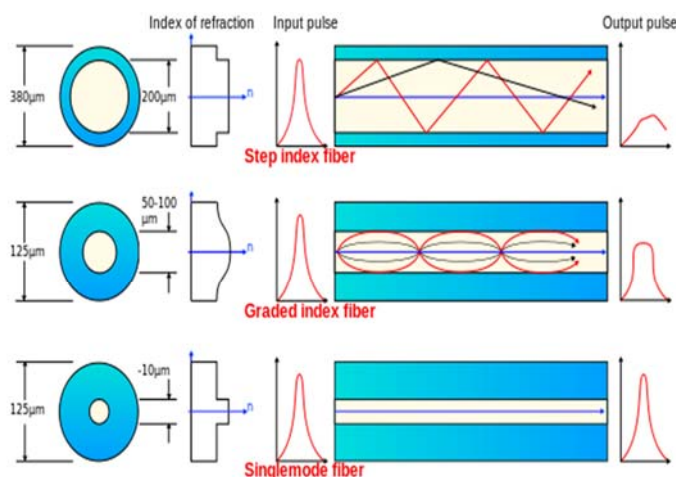 Index of refraction
Input pulse
Output pulse
380μm
200μm
n
Step index fiber
50-100
μm
125μm
n
Graded index fiber
-10μm
125μm
n
Singlemode fiber